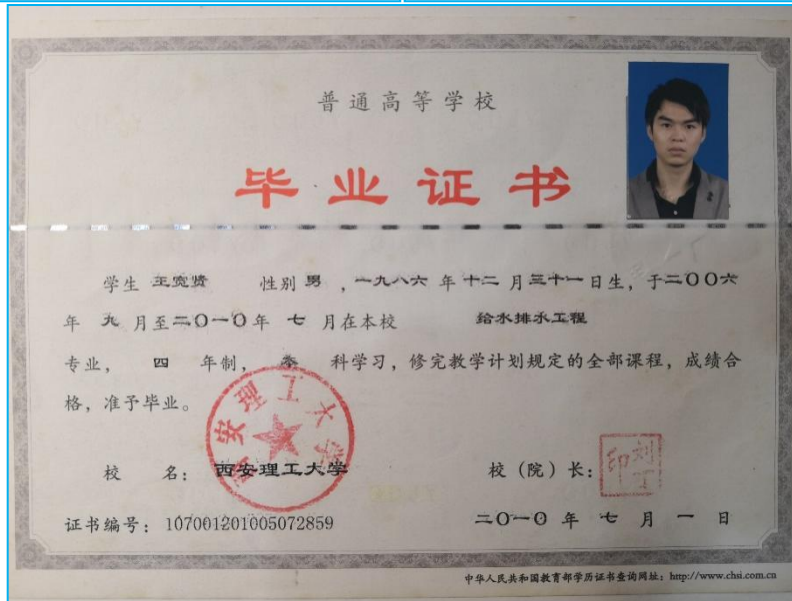 普通高等学校
毕业证书
学生 王宽贤 性别 男 ，一九八六 年 十二 月 三十一 日生，于二〇〇六
年 九 月至二〇一〇年 七 月在本校 给水排水工程
专业， 四 年制， 本 科学习，修完教学计划规定的全部课程，成绩合
格，准予毕业。
西安理工大学
校 名： 西安理工大学 校（院）长： 刘丁印
证书编号：107001201005072859 二〇一〇 年 七 月 一 日
中华人民共和国教育部学历证书查询网址：http://www.chsi.com.cn